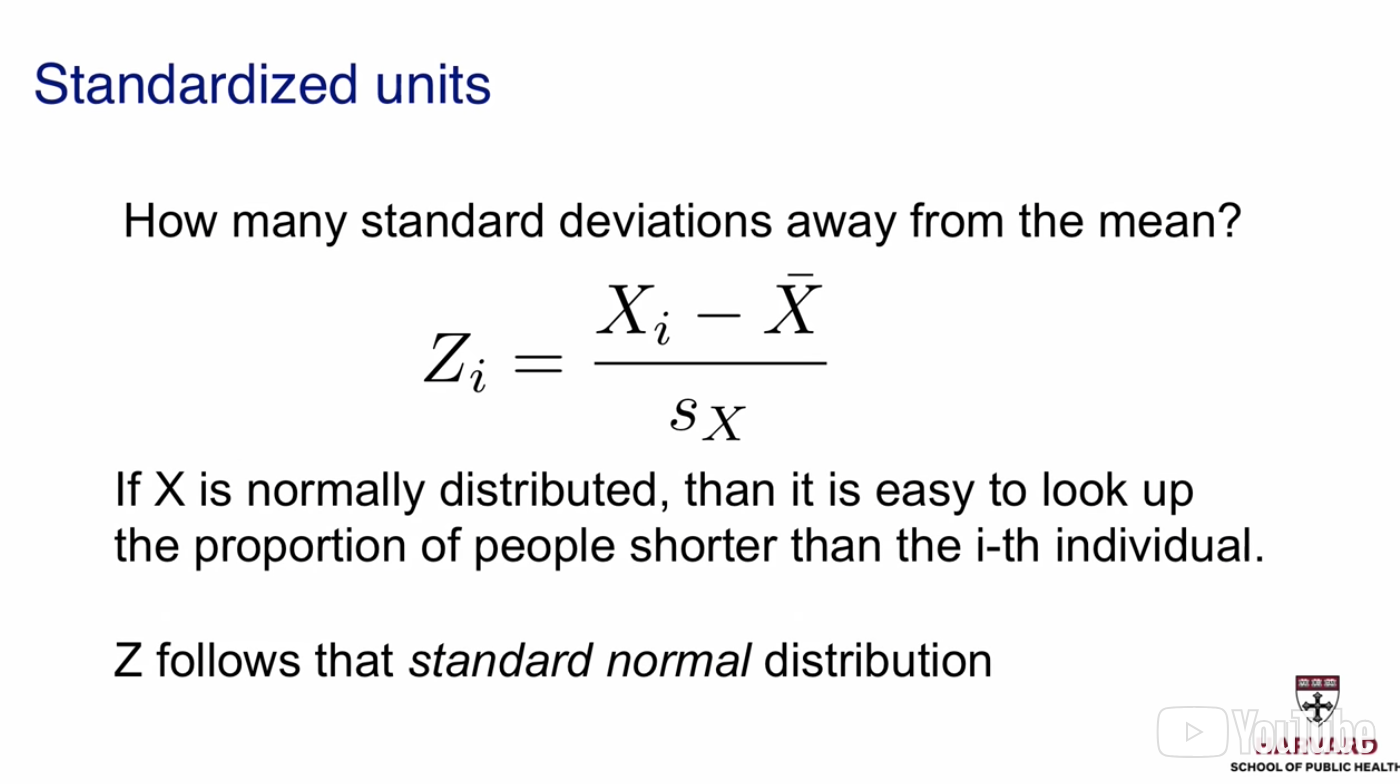 Standardized units
How many standard deviations away from the mean?
Z_i = \frac{X_i - \bar{X}}{s_X}
If X is normally distributed, than it is easy to look up
the proportion of people shorter than the i-th individual.
Z follows that standard normal distribution
YouTube
HARVARD
SCHOOL OF PUBLIC HEALTH